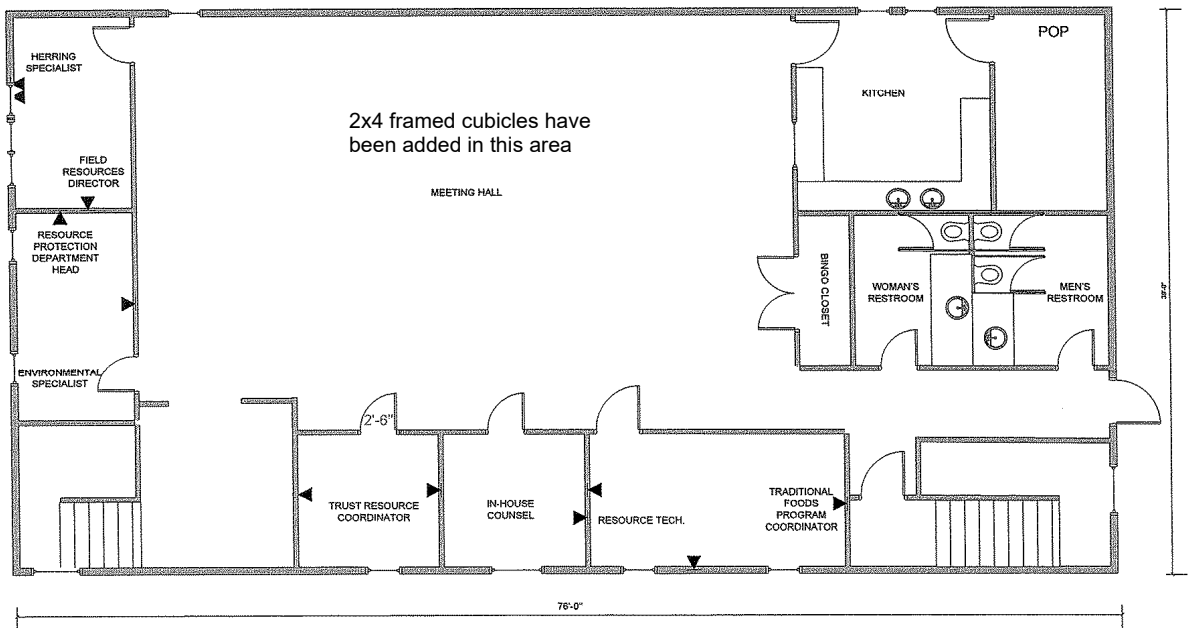 HERRING
SPECIALIST
POP
KITCHEN
2x4 framed cubicles have
been added in this area
FIELD
RESOURCES
DIRECTOR
MEETING HALL
RESOURCE
PROTECTION
DEPARTMENT
HEAD
BINGO CLOSET
WOMAN'S
RESTROOM
MEN'S
RESTROOM
ENVIRONMENTAL
SPECIALIST
2'-6"
TRUST RESOURCE
COORDINATOR
IN-HOUSE
COUNSEL
RESOURCE TECH.
TRADITIONAL
FOODS
PROGRAM
COORDINATOR
76'-0"